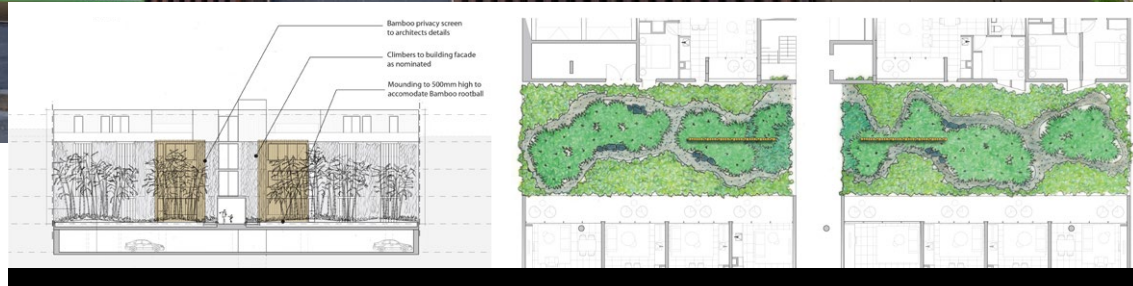 Bamboo privacy screen
to architects details
Climbers to building facade
as nominated
Mounding to 500mm high to
accomodate Bamboo rootball